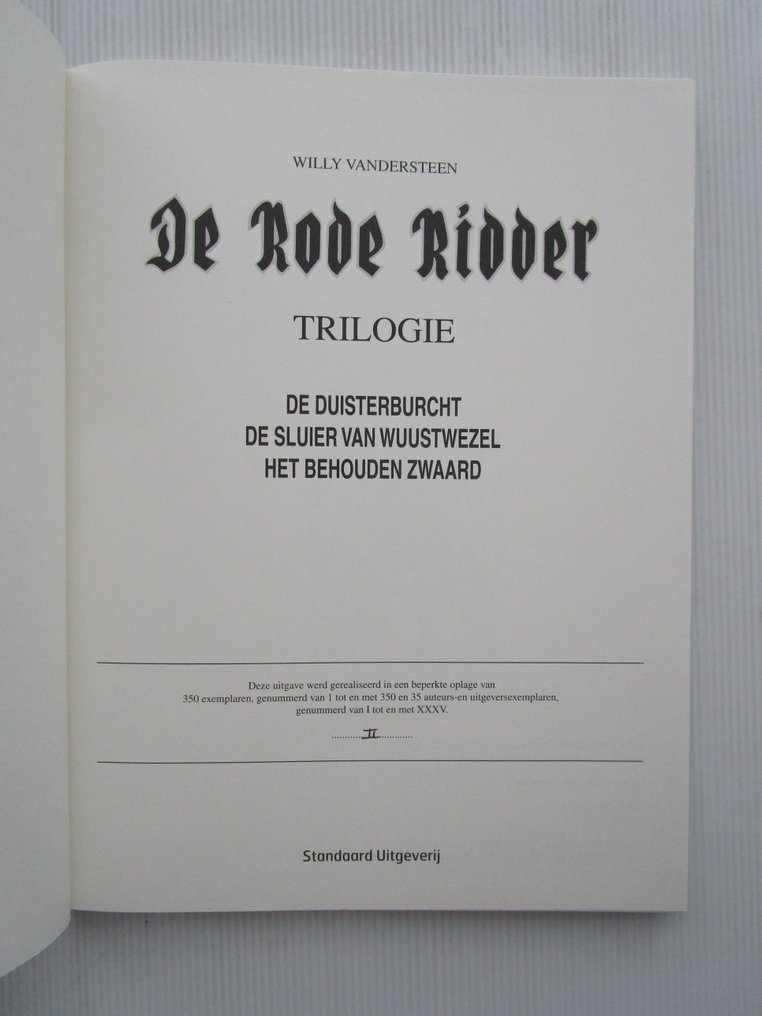 WILLY VANDERSTEEN
De Rode Ridder
TRILOGIE
DE DUISTERBURCHT
DE SLUIER VAN WUUSTWEZEL
HET BEHOUDEN ZWAARD
Deze uitgave werd gerealiseerd in een beperkte oplage van
350 exemplaren, genummerd van 1 tot en met 350 en 35 auteurs-en uitgeversexemplaren,
genummerd van I tot en met XXXV.
............II............
Standaard Uitgeverij